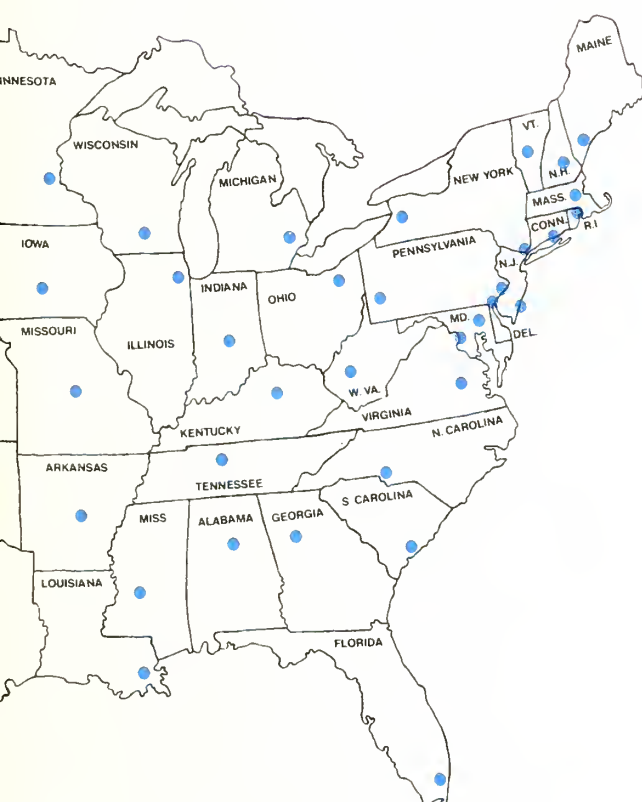 MAINE
INNESOTA
VT.
WISCONSIN
N.H.
NEW YORK
MICHIGAN
MASS.
CONN.
R.I
IOWA
PENNSYLVANIA
N.J.
INDIANA
OHIO
MD.
MISSOURI
ILLINOIS
DEL.
W. VA.
VIRGINIA
KENTUCKY
N. CAROLINA
ARKANSAS
TENNESSEE
S CAROLINA
MISS
ALABAMA
GEORGIA
LOUISIANA
FLORIDA